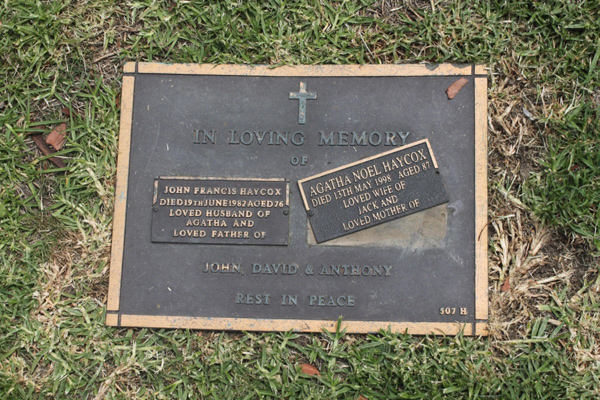 IN LOVING MEMORY
OF
JOHN FRANCIS HAYCOX
DIED 19TH JUNE 1982 AGED 76
LOVED HUSBAND OF
AGATHA AND
LOVED FATHER OF
AGATHA NOEL HAYCOX
DIED 13TH MAY 1998 AGED 87
LOVED WIFE OF
JACK AND
LOVED MOTHER OF
JOHN, DAVID & ANTHONY
REST IN PEACE
507 H